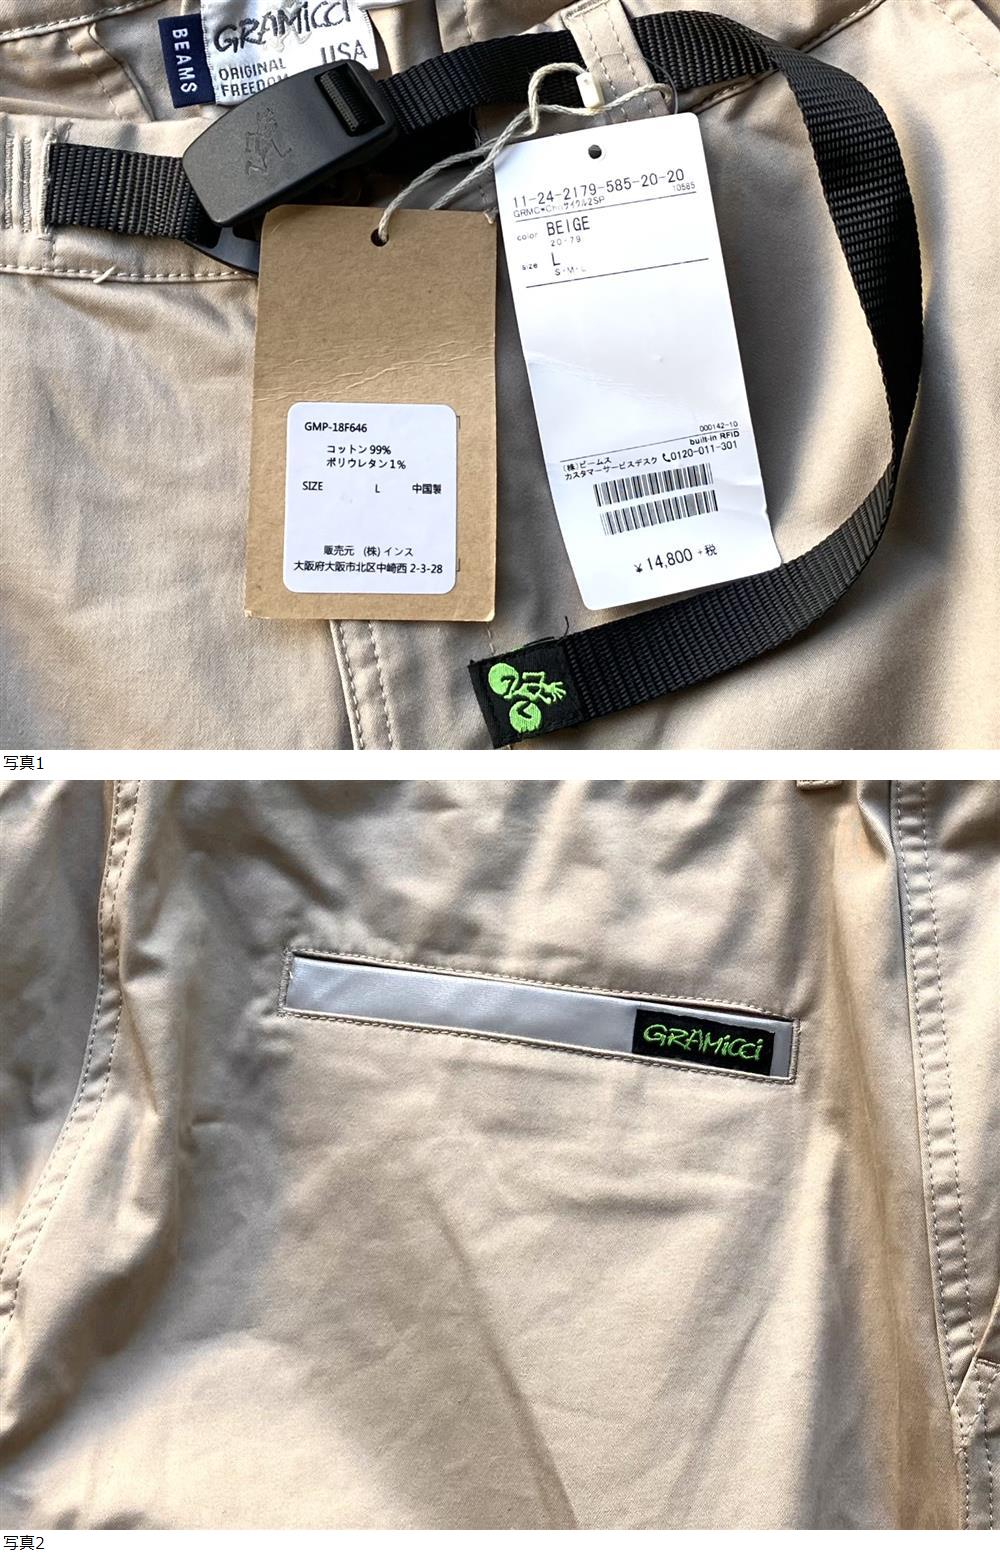 BEAMS
GRAMICCI
USA
ORIGINAL
FREEDOM
11-24-2179-585-20-20
10585
color BEIGE
20-79
size L
S・M・L
000142-10
built-in RFID
(株)ビームス
カスタマーサービスデスク 0120-011-301
¥14,800 +税
GMP-18F646
コットン99%
ポリウレタン1%
SIZE L 中国製
販売元 (株)インス
大阪府大阪市北区中崎西 2-3-28
写真1
GRAMiCCi
写真2